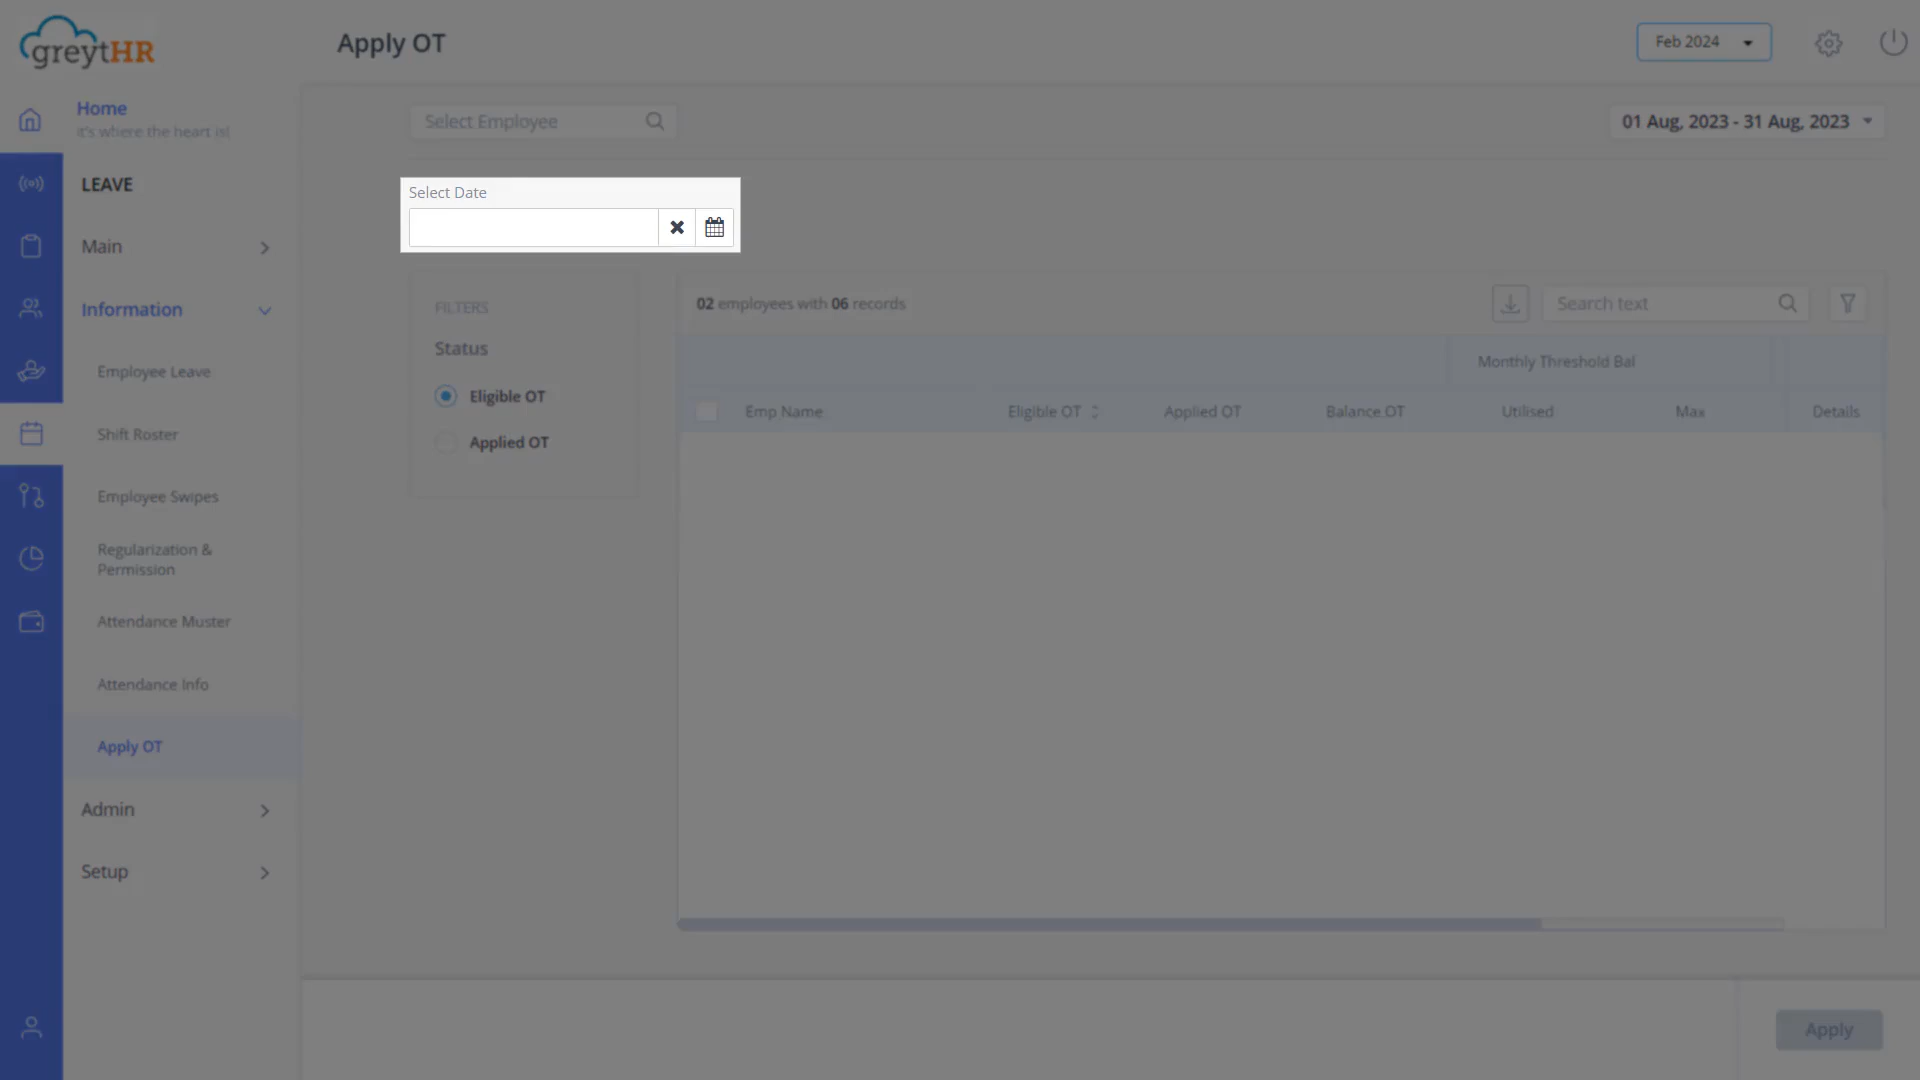 greytHR
Apply OT
Feb 2024
Home
it's where the heart is!
Select Employee
01 Aug, 2023 - 31 Aug, 2023
LEAVE
Select Date
Main
Information
FILTERS
02 employees with 06 records
Search text
Status
Monthly Threshold Bal
Employee Leave
Eligible OT
Emp Name
Eligible OT
Applied OT
Balance OT
Utilised
Max
Details
Shift Roster
Applied OT
Employee Swipes
Regularization &
Permission
Attendance Muster
Attendance Info
Apply OT
Admin
Setup
Apply